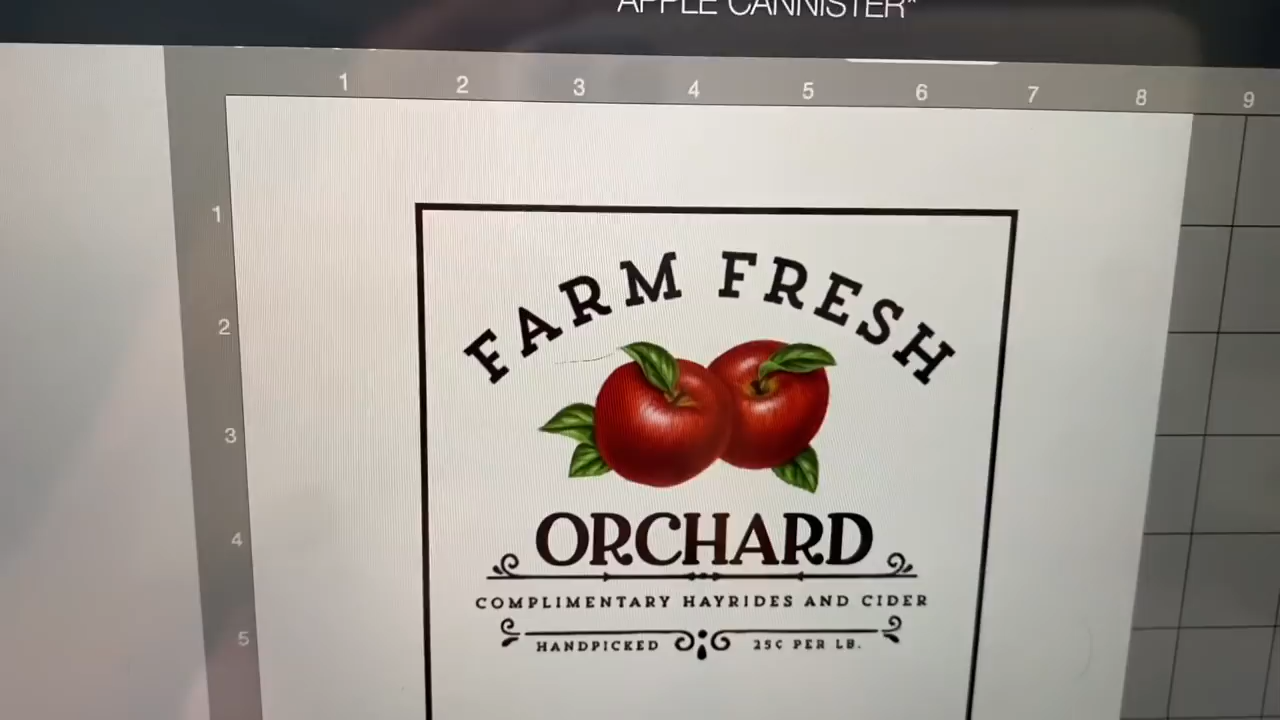 APPLE CANNISTER"
1 2 3 4 5 6 7 8 9
1
2
3
4
5
FARM FRESH
ORCHARD
COMPLIMENTARY HAYRIDES AND CIDER
HANDPICKED 25¢ PER LB.